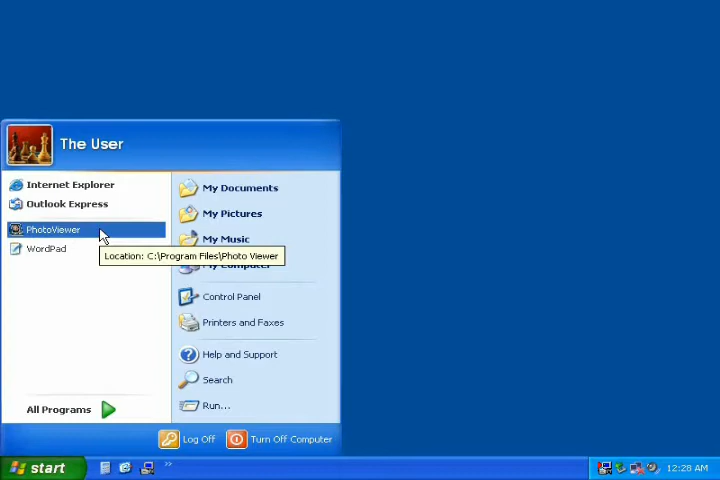 The User
Internet Explorer
Outlook Express
PhotoViewer
WordPad
All Programs
My Documents
My Pictures
My Music
Location: C:\Program Files\Photo Viewer
My Computer
Control Panel
Printers and Faxes
Help and Support
Search
Run...
Log Off
Turn Off Computer
start
12:28 AM